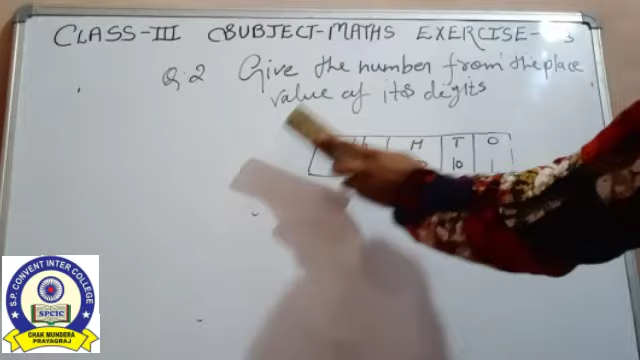 CLASS-III SUBJECT-MATHS EXERCISE-
Q.2 Give the number from the place
value of its digits
H T O
10 1
S.P. CONVENT INTER COLLEGE
SPCIC
CHAK MUNDERA
PRAYAGRAJ